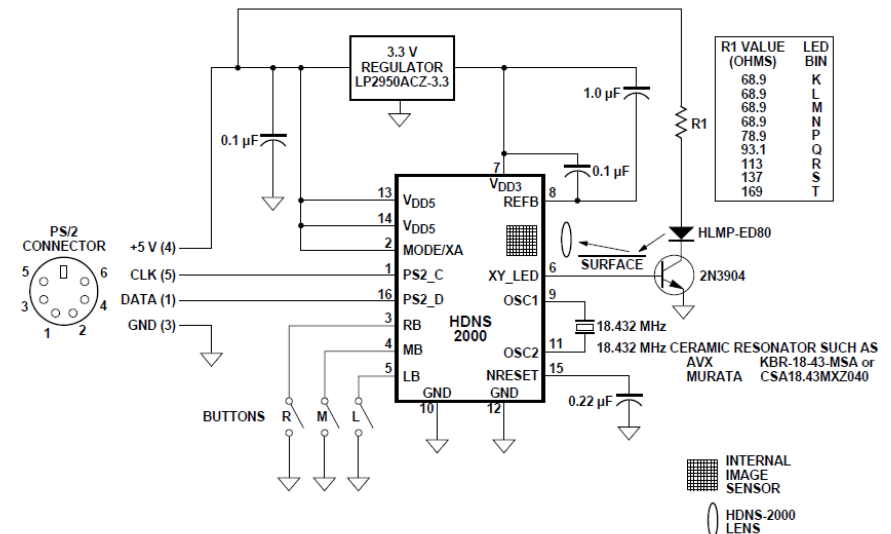 3.3 V
REGULATOR
LP2950ACZ-3.3
0.1 µF
1.0 µF
0.1 µF
R1
R1 VALUE LED
(OHMS) BIN
68.9 K
68.9 L
68.9 M
68.9 N
78.9 P
93.1 Q
113 R
137 S
169 T
PS/2
CONNECTOR
5 6
3 4
1 2
+5 V (4)
CLK (5)
DATA (1)
GND (3)
13 VDD5
14 VDD5
2 MODE/XA
1 PS2_C
16 PS2_D
3 RB
4 MB
5 LB
HDNS
2000
7
VDD3
REFB 8
XY_LED 6
OSC1 9
OSC2 11
NRESET 15
GND
10
GND
12
SURFACE
HLMP-ED80
2N3904
18.432 MHz
18.432 MHz CERAMIC RESONATOR SUCH AS
AVX KBR-18-43-MSA or
MURATA CSA18.43MXZ040
0.22 µF
BUTTONS R M L
INTERNAL
IMAGE
SENSOR
HDNS-2000
LENS